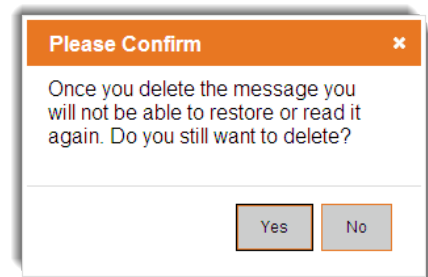 Please Confirm ×
Once you delete the message you
will not be able to restore or read it
again. Do you still want to delete?
Yes No